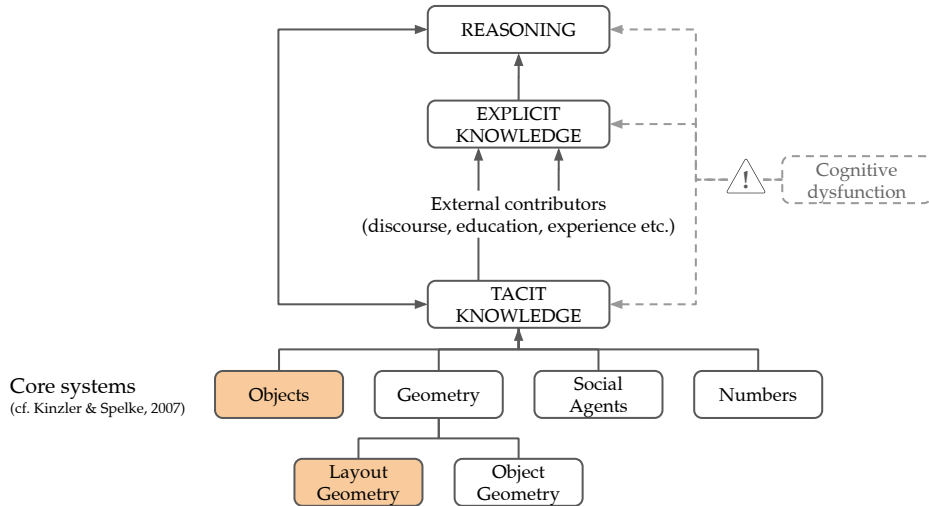 REASONING
EXPLICIT
KNOWLEDGE
!
Cognitive
dysfunction
External contributors
(discourse, education, experience etc.)
TACIT
KNOWLEDGE
Core systems
(cf. Kinzler & Spelke, 2007)
Objects
Geometry
Social
Agents
Numbers
Layout
Geometry
Object
Geometry